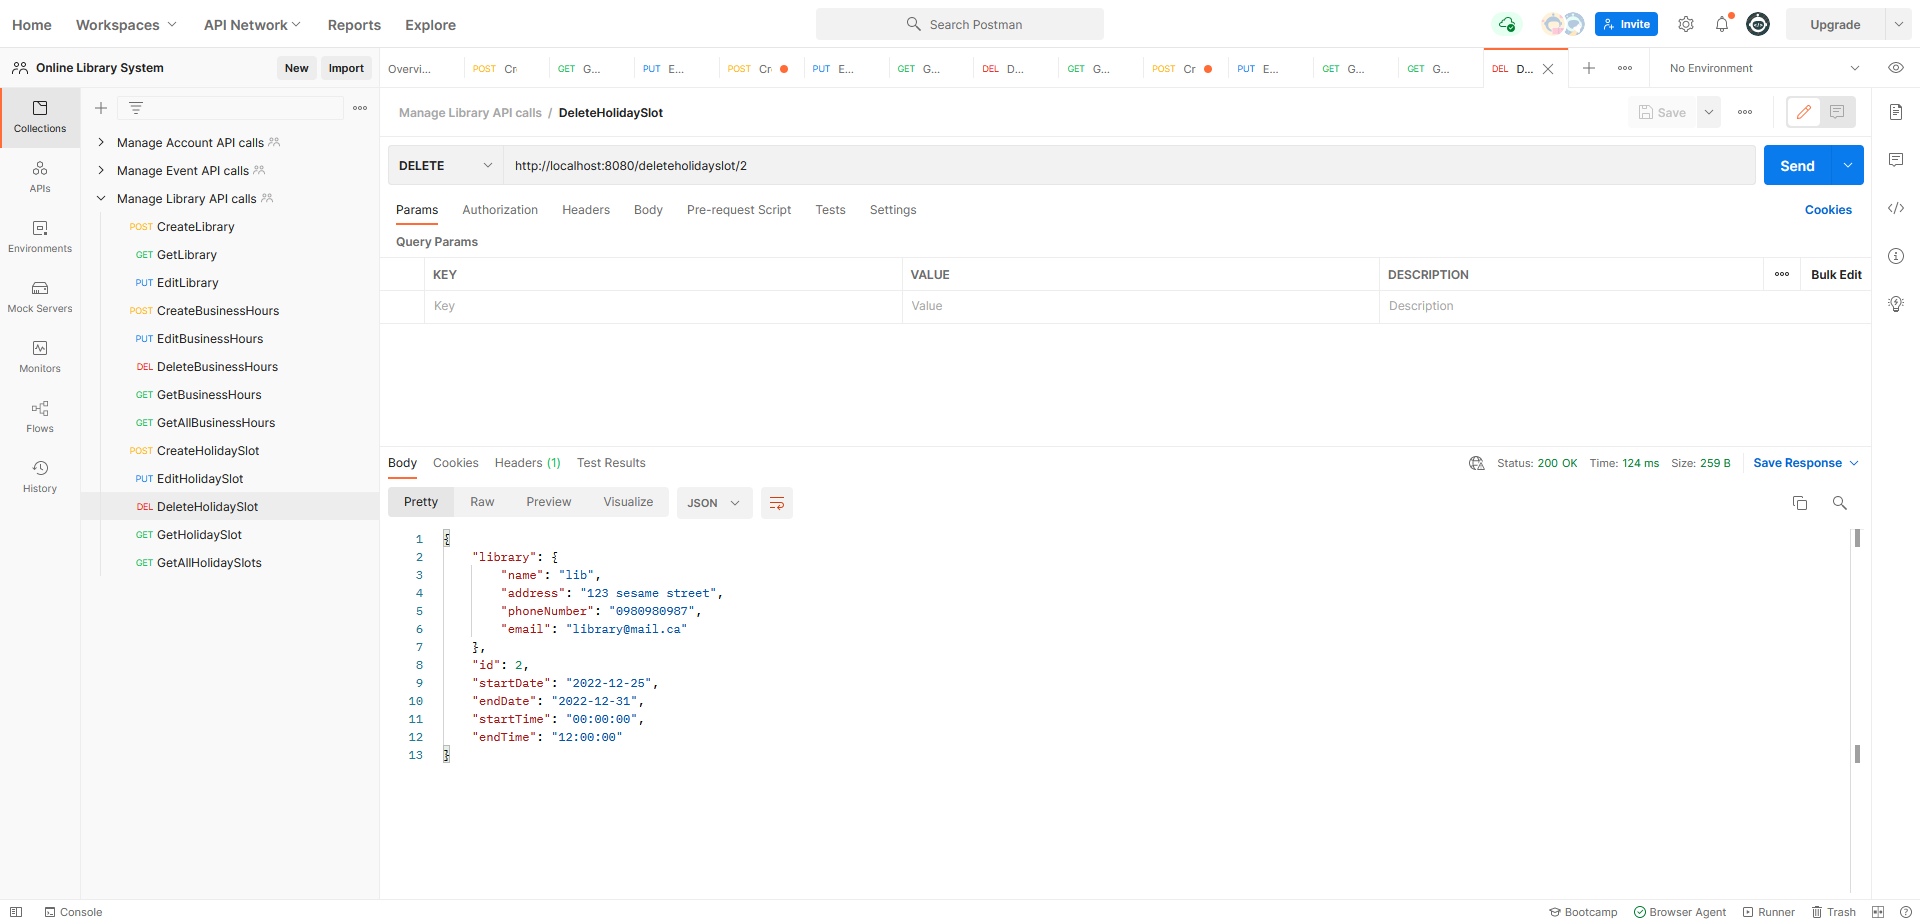 Home Workspaces API Network Reports Explore Search Postman Invite Upgrade
Online Library System New Import Overvi... POST Cr GET G... PUT E... POST Cr PUT E... GET G... DEL D... GET G... POST Cr PUT E... GET G... GET G... DEL D... No Environment
Manage Library API calls / DeleteHolidaySlot Save
DELETE http://localhost:8080/deleteholidayslot/2 Send
Params Authorization Headers Body Pre-request Script Tests Settings Cookies
Query Params
KEY VALUE DESCRIPTION Bulk Edit
Key Value Description
Collections
APIs
Environments
Mock Servers
Monitors
Flows
History
Manage Account API calls
Manage Event API calls
Manage Library API calls
POST CreateLibrary
GET GetLibrary
PUT EditLibrary
POST CreateBusinessHours
PUT EditBusinessHours
DEL DeleteBusinessHours
GET GetBusinessHours
GET GetAllBusinessHours
POST CreateHolidaySlot
PUT EditHolidaySlot
DEL DeleteHolidaySlot
GET GetHolidaySlot
GET GetAllHolidaySlots
Body Cookies Headers (1) Test Results Status: 200 OK Time: 124 ms Size: 259 B Save Response
Pretty Raw Preview Visualize JSON
1 {
2 "library": {
3 "name": "lib",
4 "address": "123 sesame street",
5 "phoneNumber": "0980980987",
6 "email": "library@mail.ca"
7 },
8 "id": 2,
9 "startDate": "2022-12-25",
10 "endDate": "2022-12-31",
11 "startTime": "00:00:00",
12 "endTime": "12:00:00"
13 }
Console Bootcamp Browser Agent Runner Trash